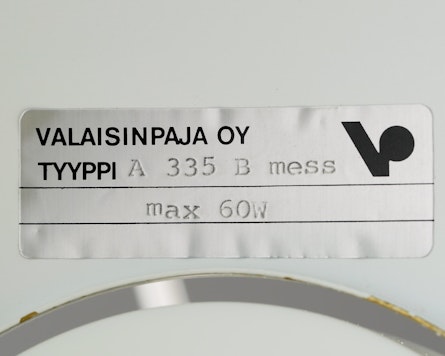 VALAISINPAJA OY
TYYPPI A 335 B mess
max 60W